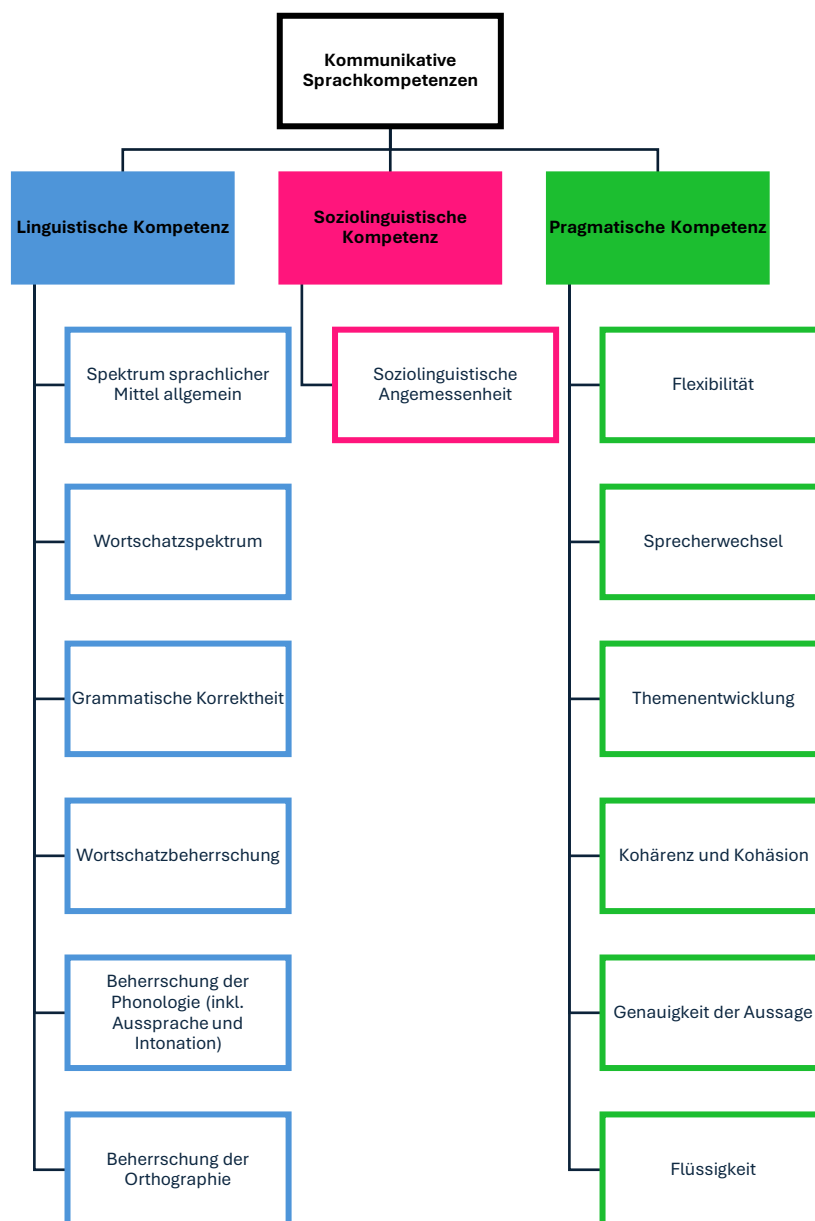 Kommunikative
Sprachkompetenzen
Linguistische Kompetenz
Soziolinguistische
Kompetenz
Pragmatische Kompetenz
Spektrum sprachlicher
Mittel allgemein
Soziolinguistische
Angemessenheit
Flexibilität
Wortschatzspektrum
Sprecherwechsel
Grammatische Korrektheit
Themenentwicklung
Wortschatzbeherrschung
Kohärenz und Kohäsion
Beherrschung der
Phonologie (inkl.
Aussprache und
Intonation)
Genauigkeit der Aussage
Beherrschung der
Orthographie
Flüssigkeit